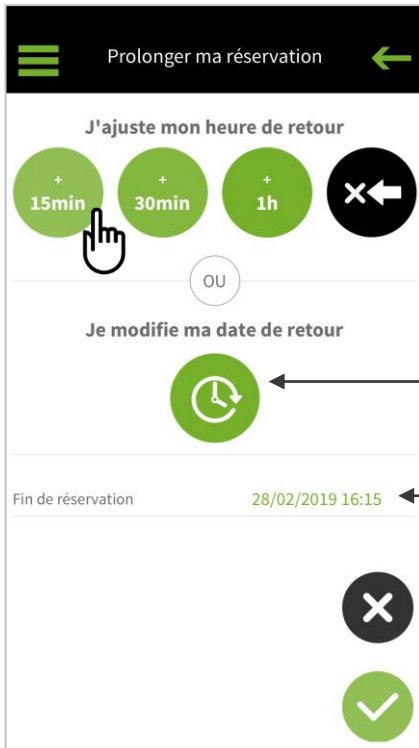 Prolonger ma réservation
J'ajuste mon heure de retour
+ 15min
+ 30min
+ 1h
OU
Je modifie ma date de retour
Fin de réservation 28/02/2019 16:15